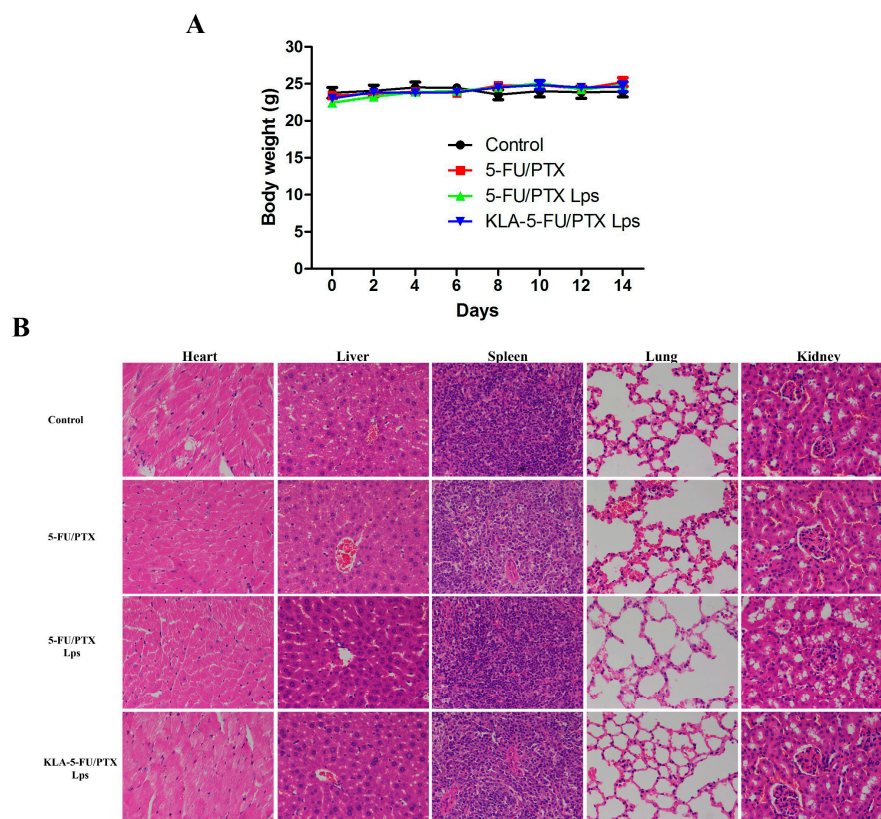 A
30
25
20
15
10
5
0
Body weight (g)
Control
5-FU/PTX
5-FU/PTX Lps
KLA-5-FU/PTX Lps
0 2 4 6 8 10 12 14
Days
B
Heart Liver Spleen Lung Kidney
Control
5-FU/PTX
5-FU/PTX
Lps
KLA-5-FU/PTX
Lps